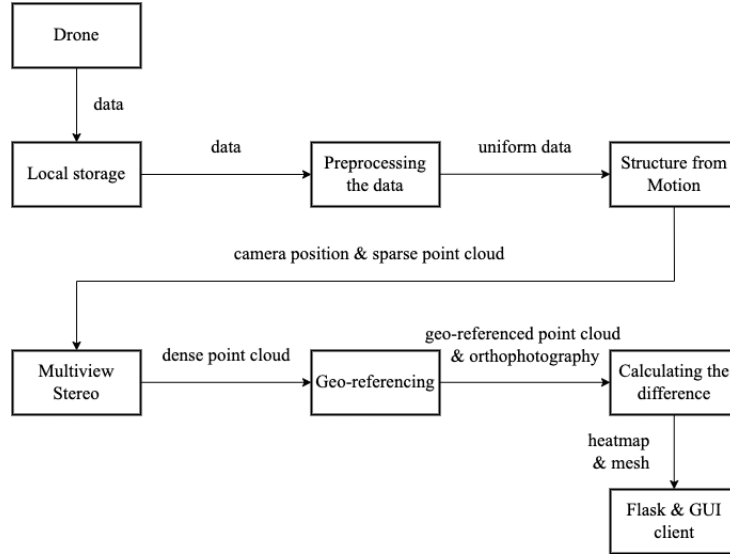 Drone
data
Local storage
data
Preprocessing
the data
uniform data
Structure from
Motion
camera position & sparse point cloud
Multiview
Stereo
dense point cloud
Geo-referencing
geo-referenced point cloud
& orthophotography
Calculating the
difference
heatmap
& mesh
Flask & GUI
client